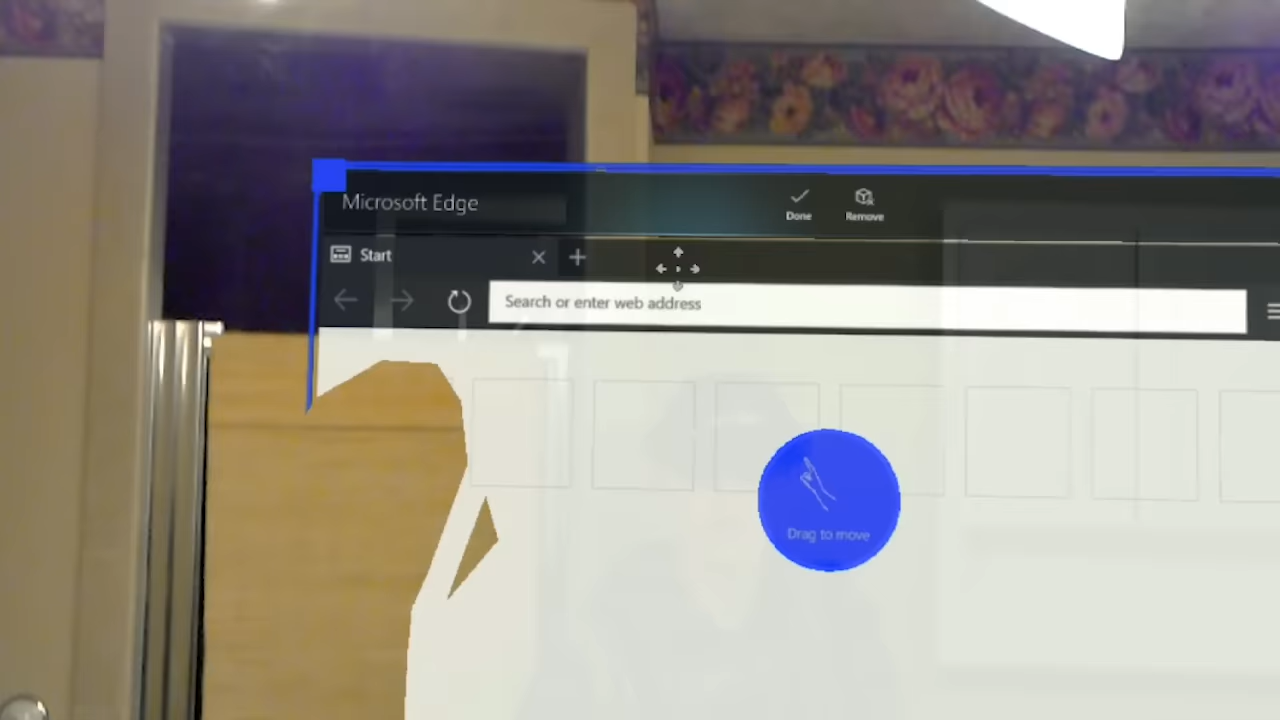 Microsoft Edge
Done
Remove
Start
Search or enter web address
Drag to move